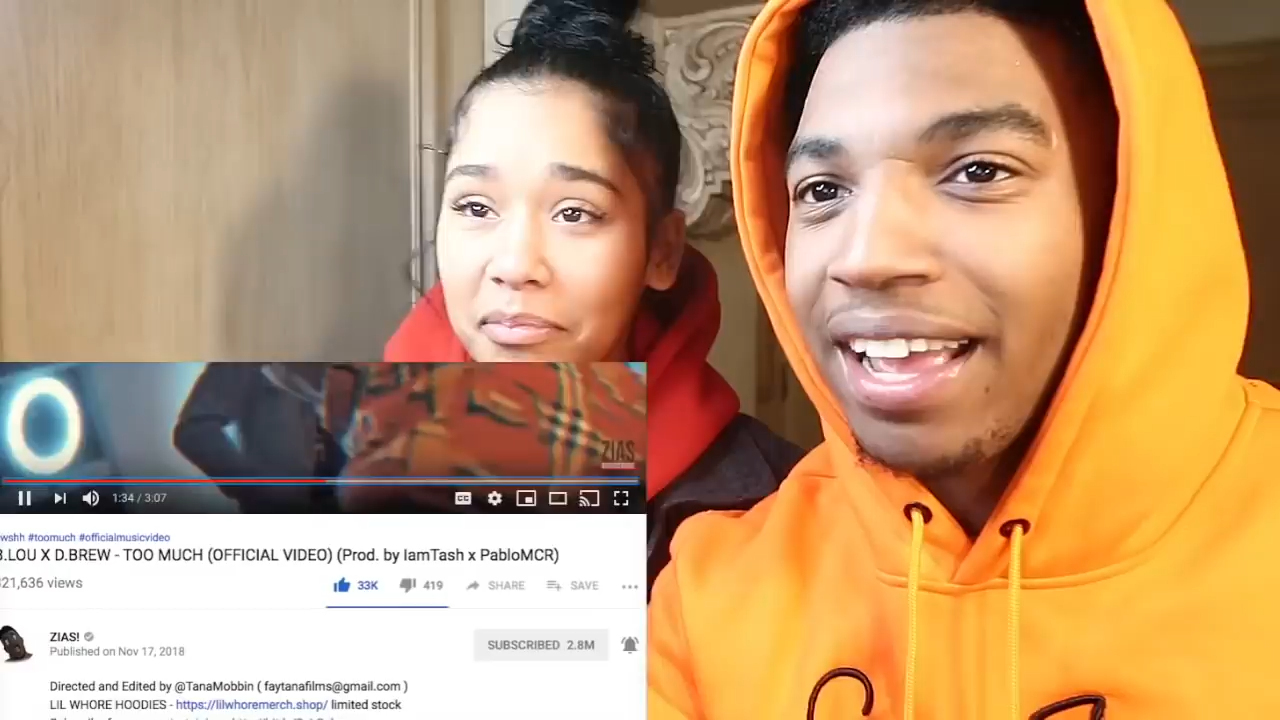 ZIAS
1:34 / 3:07
CC
wshh #toomuch #officialmusicvideo
B.LOU X D.BREW - TOO MUCH (OFFICIAL VIDEO) (Prod. by IamTash x PabloMCR)
21,636 views
33K
419
SHARE
SAVE
ZIAS!
Published on Nov 17, 2018
SUBSCRIBED 2.8M
Directed and Edited by @TanaMobbin ( faytanafilms@gmail.com )
LIL WHORE HOODIES - https://lilwhoremerch.shop/ limited stock